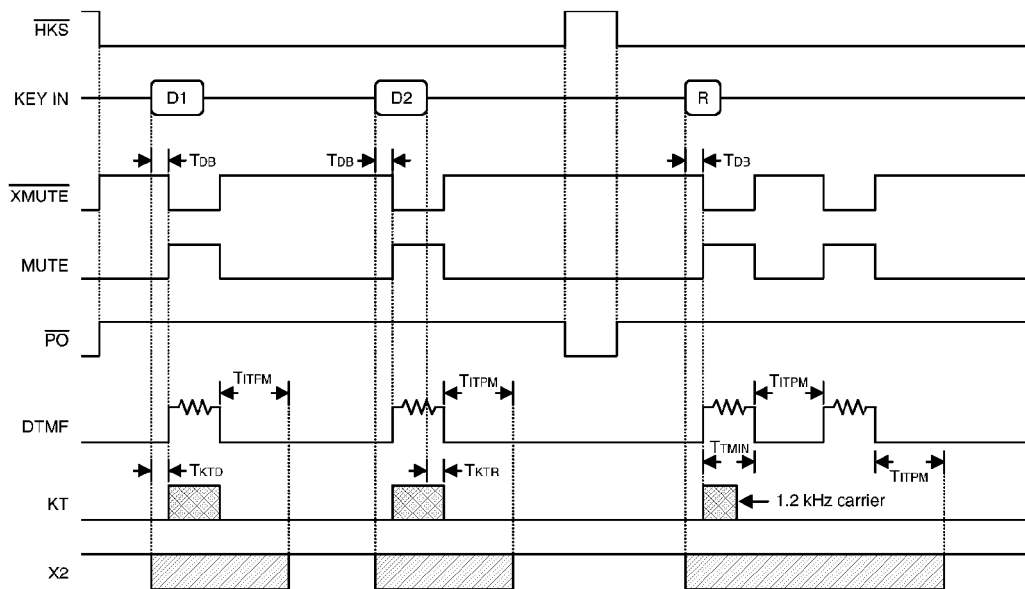 HKS
KEY IN
D1
D2
R
TDB
TDB
TDB
XMUTE
MUTE
PO
TITPM
TITPM
TITPM
DTMF
TTMIN
TKTD
TKTR
TITPM
KT
1.2 kHz carrier
X2